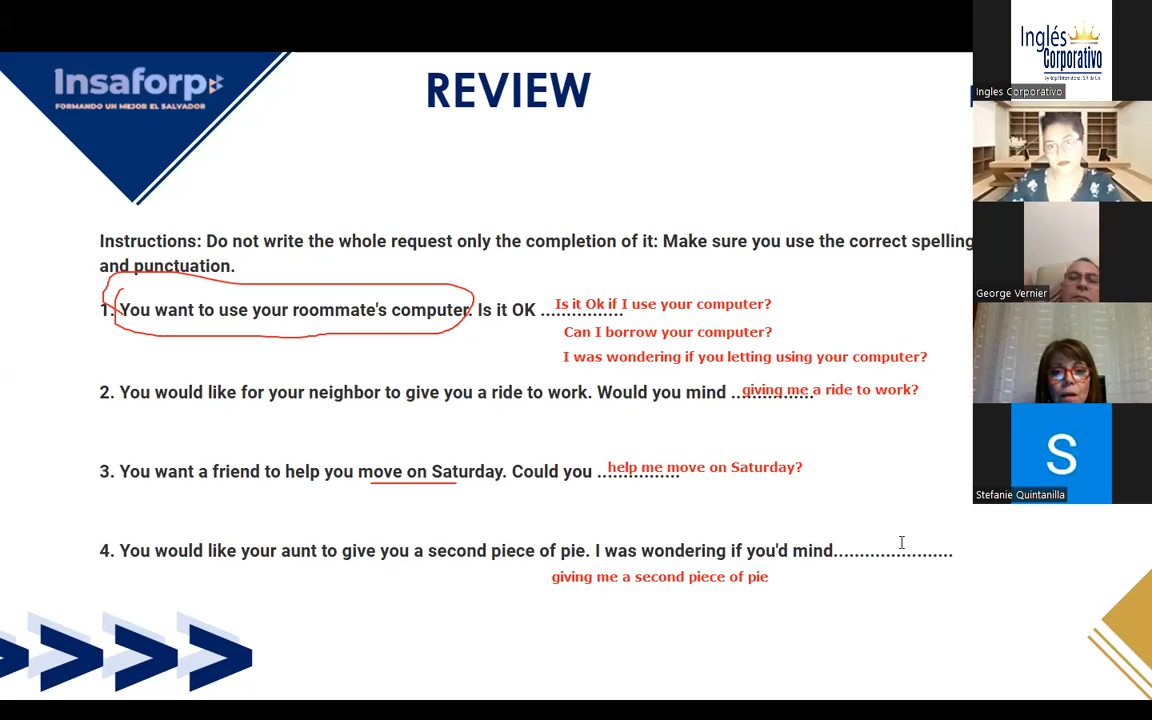 Insaforp
FORMANDO UN MEJOR EL SALVADOR
REVIEW
Instructions: Do not write the whole request only the completion of it: Make sure you use the correct spelling
and punctuation.
1. You want to use your roommate's computer. Is it OK ................ Is it Ok if I use your computer?
Can I borrow your computer?
I was wondering if you letting using your computer?
2. You would like for your neighbor to give you a ride to work. Would you mind ................ giving me a ride to work?
3. You want a friend to help you move on Saturday. Could you ................ help me move on Saturday?
4. You would like your aunt to give you a second piece of pie. I was wondering if you'd mind.......................
giving me a second piece of pie
Inglés
Corporativo
Ingles Corporativo
George Vernier
S
Stefanie Quintanilla